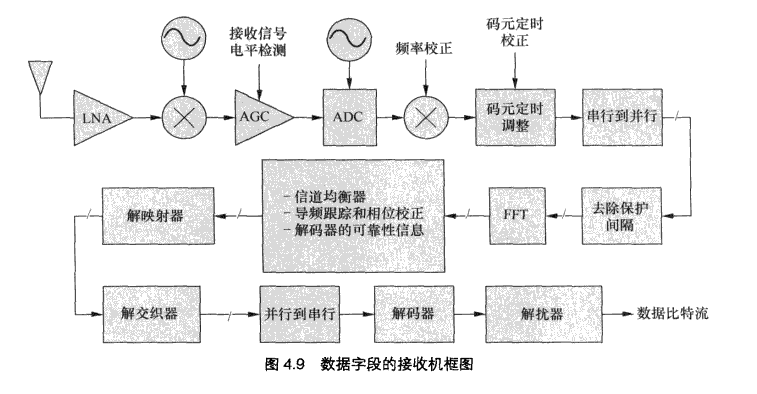 接收信号
电平检测
频率校正
码元定时
校正
LNA
AGC
ADC
码元定时
调整
串行到并行
解映射器
－信道均衡器
－导频跟踪和相位校正
－解码器的可靠性信息
FFT
去除保护
间隔
解交织器
并行到串行
解码器
解扰器
数据比特流
图 4.9 数据字段的接收机框图